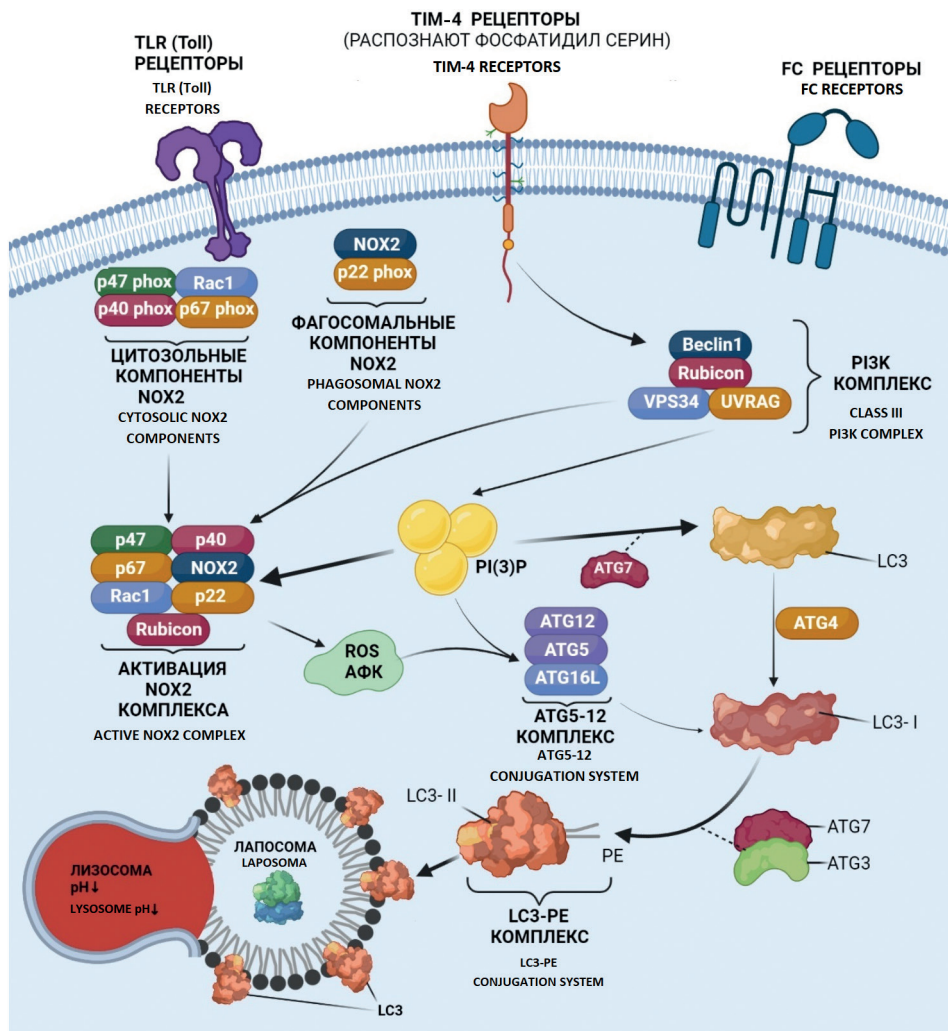 TLR (Toll)
РЕЦЕПТОРЫ
TLR (Toll)
RECEPTORS
TIM-4 РЕЦЕПТОРЫ
(РАСПОЗНАЮТ ФОСФАТИДИЛ СЕРИН)
TIM-4 RECEPTORS
FC РЕЦЕПТОРЫ
FC RECEPTORS
p47 phox
Rac1
p40 phox
p67 phox
ЦИТОЗОЛЬНЫЕ
КОМПОНЕНТЫ
NOX2
CYTOSOLIC NOX2
COMPONENTS
NOX2
p22 phox
ФАГОСОМАЛЬНЫЕ
КОМПОНЕНТЫ
NOX2
PHAGOSOMAL NOX2
COMPONENTS
Beclin1
Rubicon
VPS34
UVRAG
PI3K
КОМПЛЕКС
CLASS III
PI3K COMPLEX
p47
p40
p67
NOX2
Rac1
p22
Rubicon
АКТИВАЦИЯ
NOX2
КОМПЛЕКСА
ACTIVE NOX2 COMPLEX
PI(3)P
ATG7
LC3
ATG4
ROS
АФК
ATG12
ATG5
ATG16L
ATG5-12
КОМПЛЕКС
ATG5-12
CONJUGATION SYSTEM
LC3- I
LC3- II
PE
ATG7
ATG3
LC3-PE
КОМПЛЕКС
LC3-PE
CONJUGATION SYSTEM
ЛАПОСОМА
LAPOSOMA
ЛИЗОСОМА
pH↓
LYSOSOME pH↓
LC3